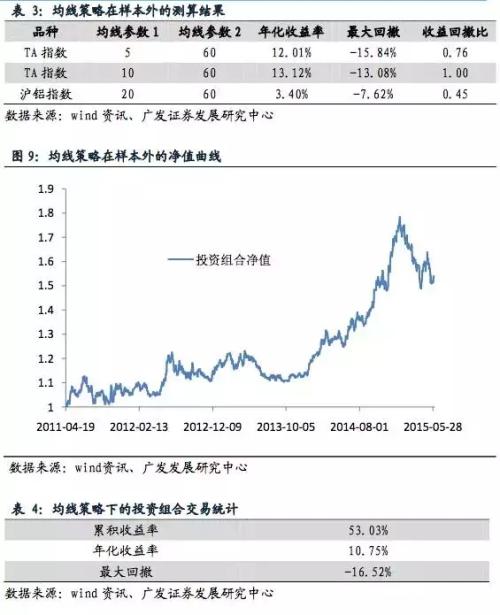 表 3：均线策略在样本外的测算结果
品种 均线参数 1 均线参数 2 年化收益率 最大回撤 收益回撤比
TA 指数 5 60 12.01% -15.84% 0.76
TA 指数 10 60 13.12% -13.08% 1.00
沪铝指数 20 60 3.40% -7.62% 0.45
数据来源：wind 资讯、广发证券发展研究中心
图 9：均线策略在样本外的净值曲线
1.9
1.8
1.7
1.6
1.5
1.4
1.3
1.2
1.1
1
投资组合净值
2011-04-19 2012-02-13 2012-12-09 2013-10-05 2014-08-01 2015-05-28
数据来源：wind资讯、广发发展研究中心
表 4：均线策略下的投资组合交易统计
累积收益率 53.03%
年化收益率 10.75%
最大回撤 -16.52%
数据来源：wind资讯、广发证券发展研究中心